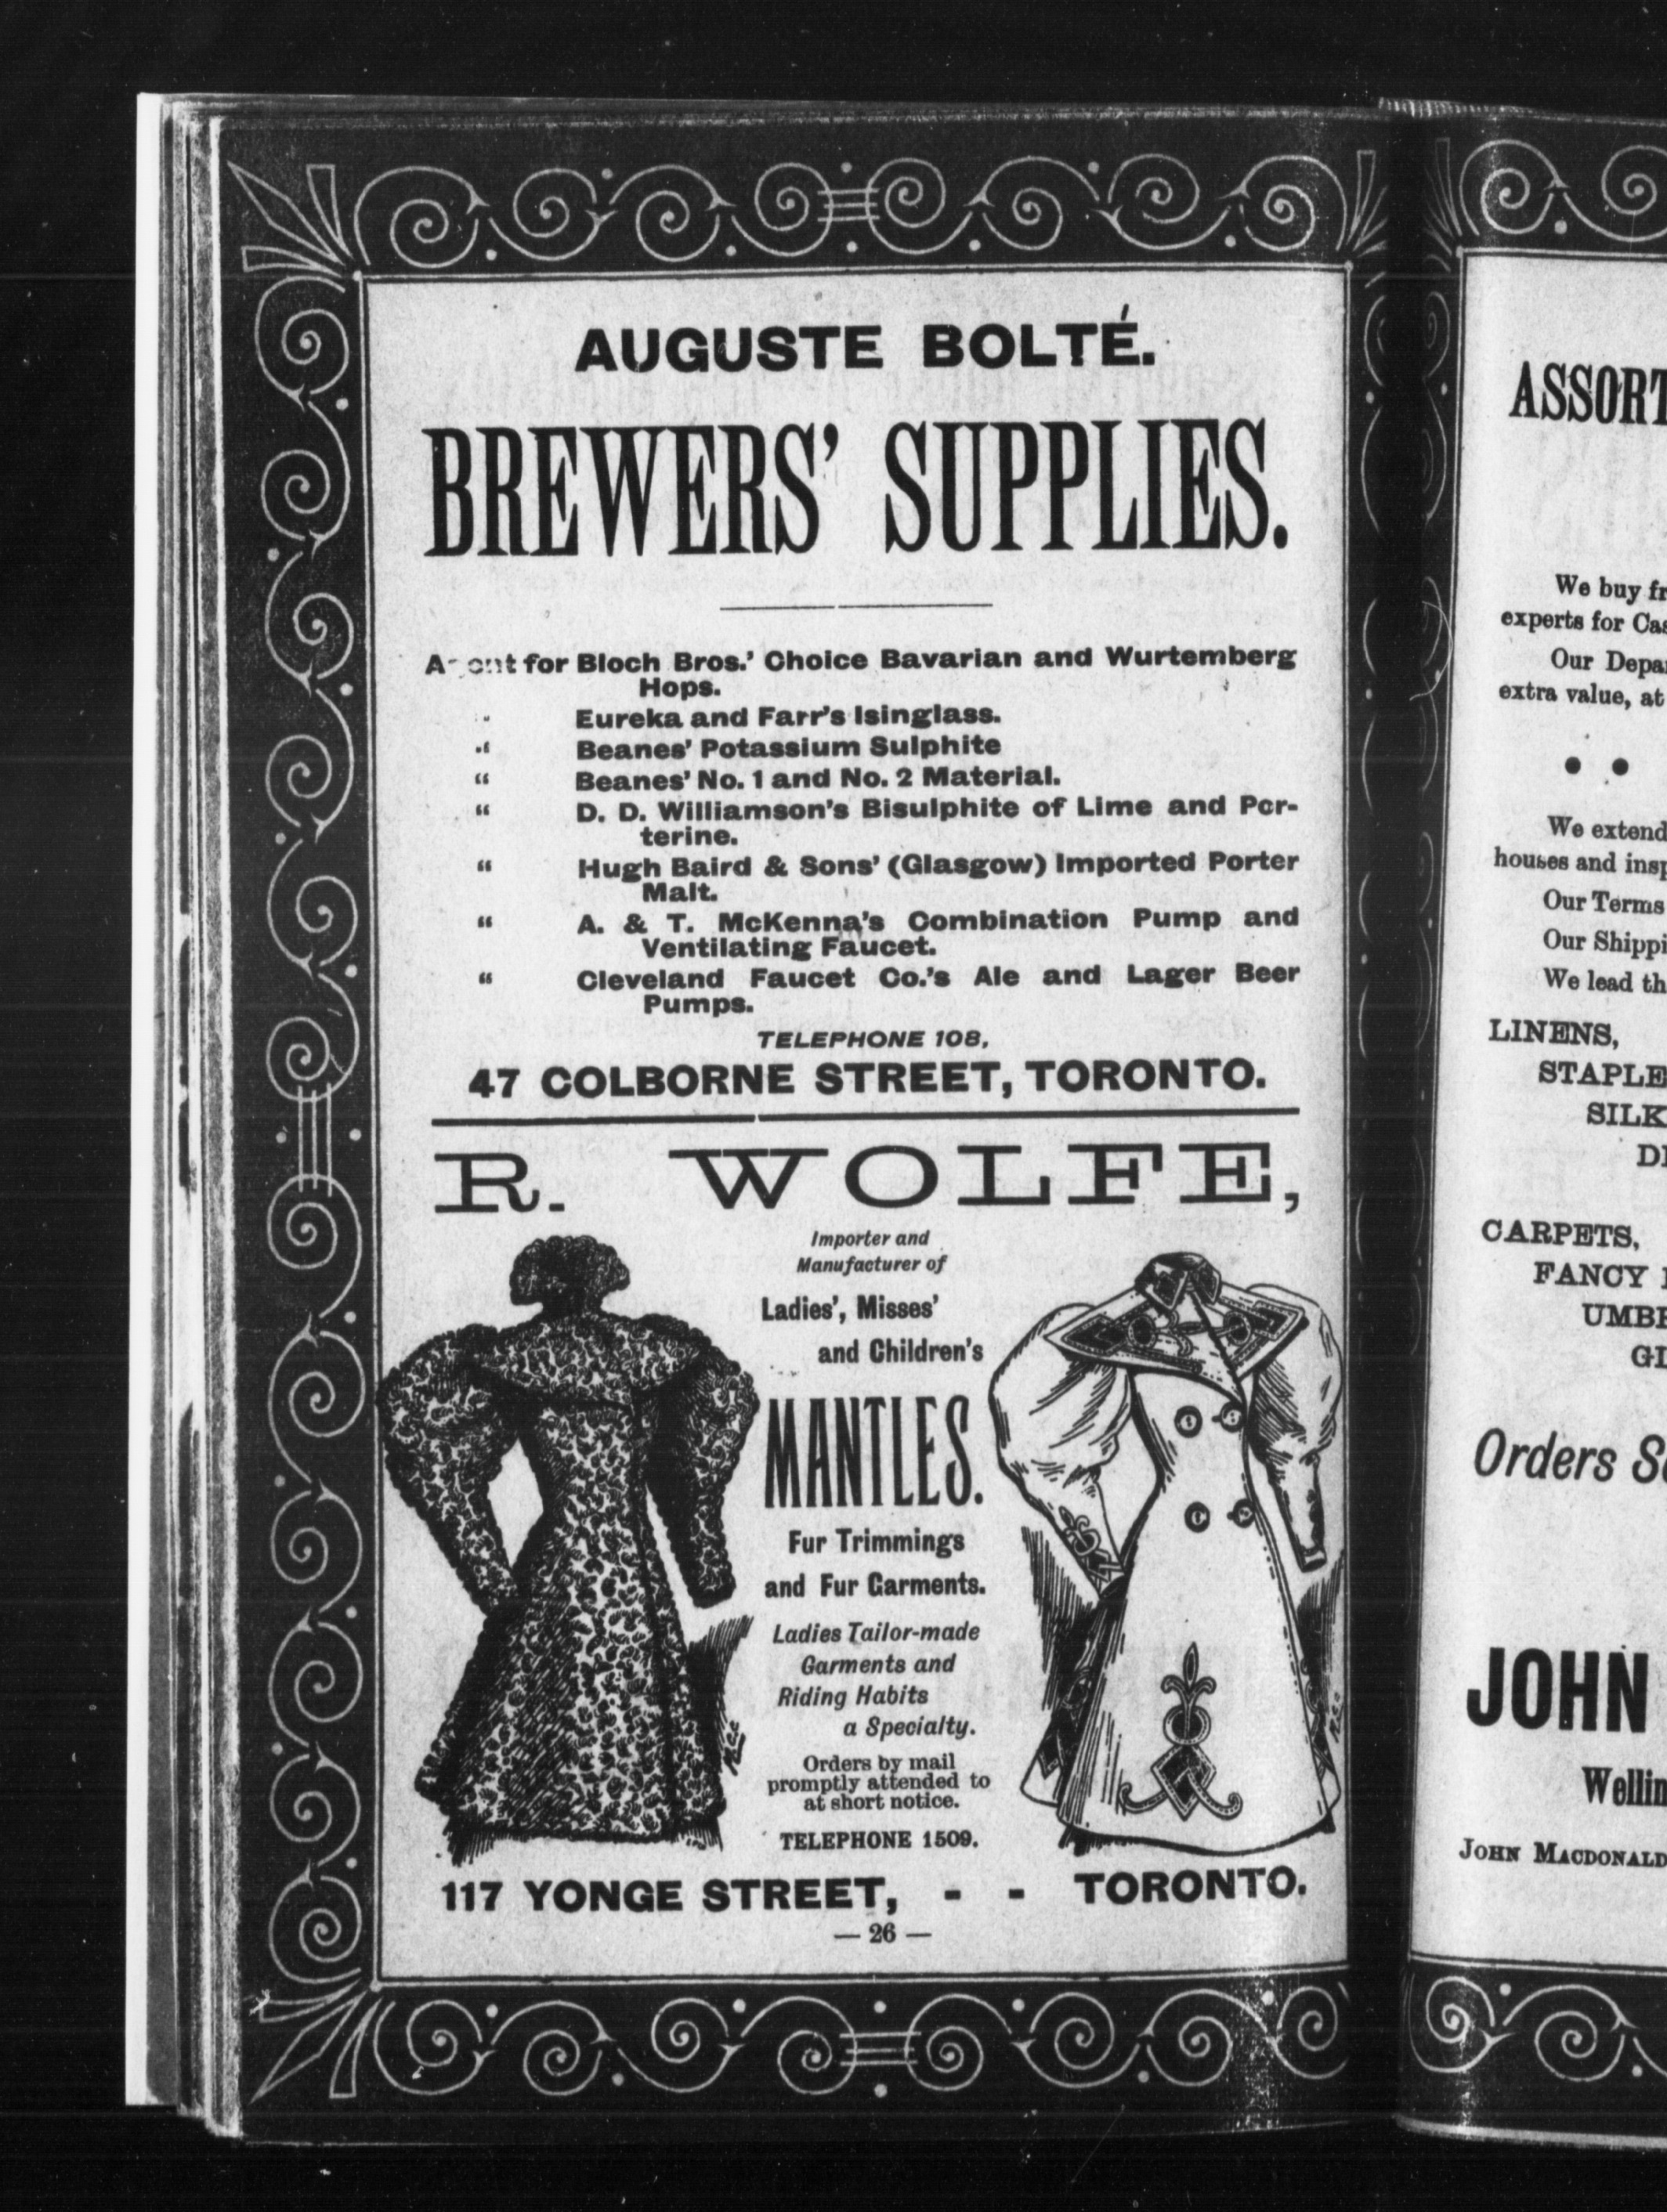 AUGUSTE BOLTÉ.
BREWERS' SUPPLIES.
Agent for Bloch Bros.' Choice Bavarian and Wurtemberg
Hops.
" Eureka and Farr's Isinglass.
" Beanes' Potassium Sulphite
" Beanes' No. 1 and No. 2 Material.
" D. D. Williamson's Bisulphite of Lime and Por-
terine.
" Hugh Baird & Sons' (Glasgow) Imported Porter
Malt.
" A. & T. McKenna's Combination Pump and
Ventilating Faucet.
" Cleveland Faucet Co.'s Ale and Lager Beer
Pumps.
TELEPHONE 108.
47 COLBORNE STREET, TORONTO.
R. WOLFE,
Importer and
Manufacturer of
Ladies', Misses'
and Children's
MANTLES.
Fur Trimmings
and Fur Garments.
Ladies Tailor-made
Garments and
Riding Habits
a Specialty.
Orders by mail
promptly attended to
at short notice.
TELEPHONE 1509.
117 YONGE STREET, - - TORONTO.
— 26 —
ASSORT
We buy fr
experts for Cas
Our Depar
extra value, at
We extend
houses and insp
Our Terms
Our Shippi
We lead th
LINENS,
STAPLE
SILK
CARPETS,
FANCY
UMBR
GL
Orders S
JOHN
Wellin
JOHN MACDONALD